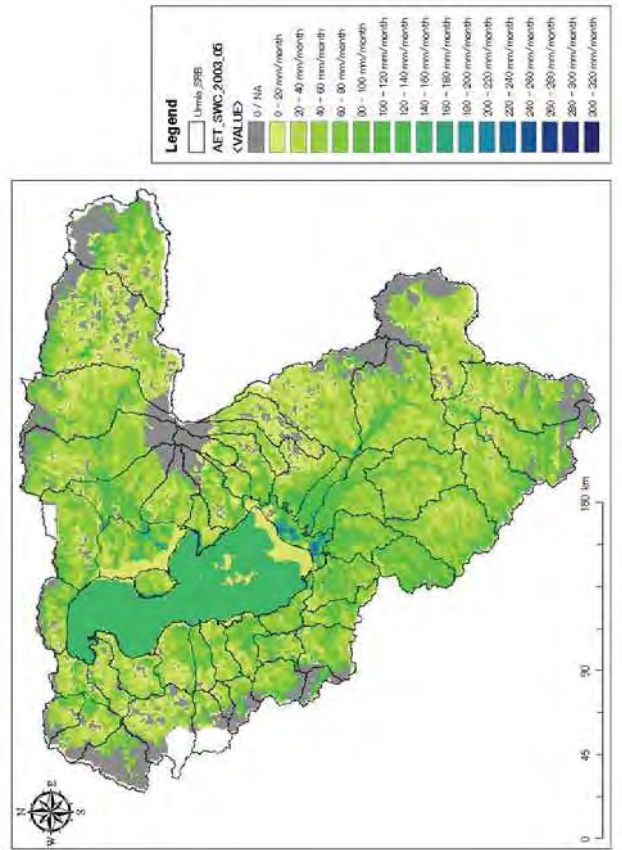 Legend
Urmia_SRB
AET_SWC_2003_05
<VALUE>
0 / NA
0 - 20 mm/month
20 - 40 mm/month
40 - 60 mm/month
60 - 80 mm/month
80 - 100 mm/month
100 - 120 mm/month
120 - 140 mm/month
140 - 160 mm/month
160 - 180 mm/month
180 - 200 mm/month
200 - 220 mm/month
220 - 240 mm/month
240 - 260 mm/month
260 - 280 mm/month
280 - 300 mm/month
300 - 320 mm/month
N
W E
S
0 45 90 180 km